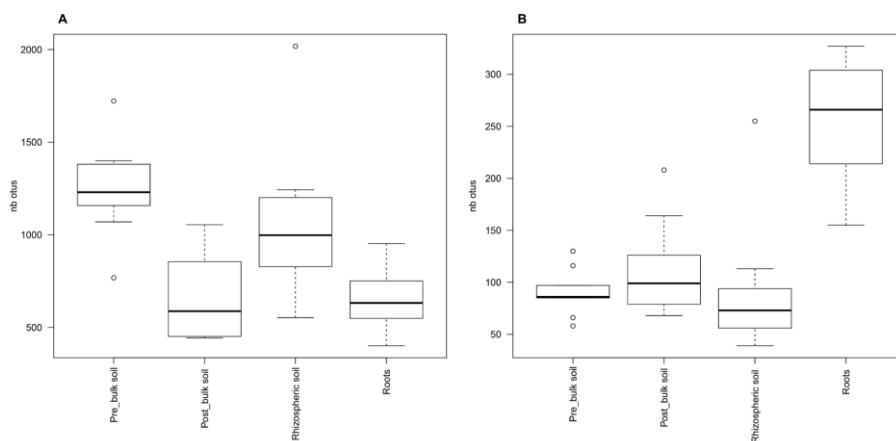 A
nb otus
2000
1500
1000
500
Pre_bulk soil
Post_bulk soil
Rhizospheric soil
Roots
B
nb otus
300
250
200
150
100
50
Pre_bulk soil
Post_bulk soil
Rhizospheric soil
Roots